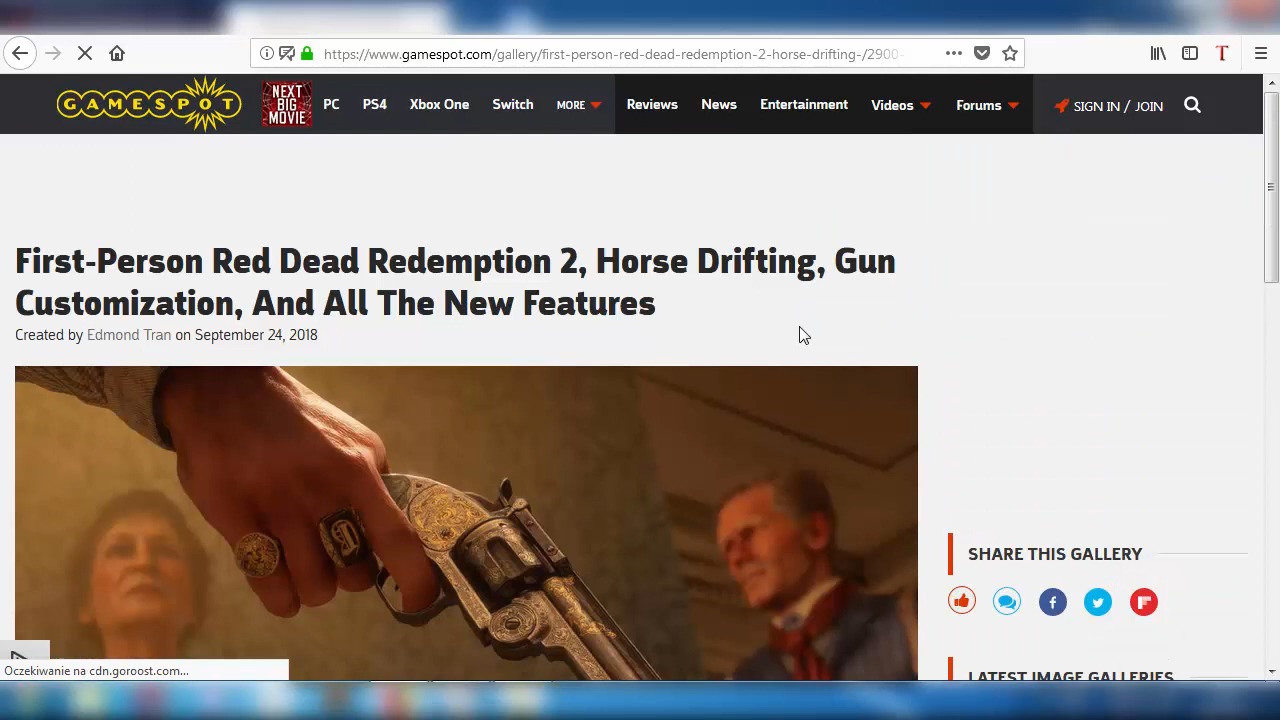 https://www.gamespot.com/gallery/first-person-red-dead-redemption-2-horse-drifting-/2900-
GAMESPOT
NEXT BIG MOVIE
PC PS4 Xbox One Switch MORE Reviews News Entertainment Videos Forums SIGN IN / JOIN
First-Person Red Dead Redemption 2, Horse Drifting, Gun
Customization, And All The New Features
Created by Edmond Tran on September 24, 2018
SHARE THIS GALLERY
LATEST IMAGE GALLERIES
Oczekiwanie na cdn.goroost.com...